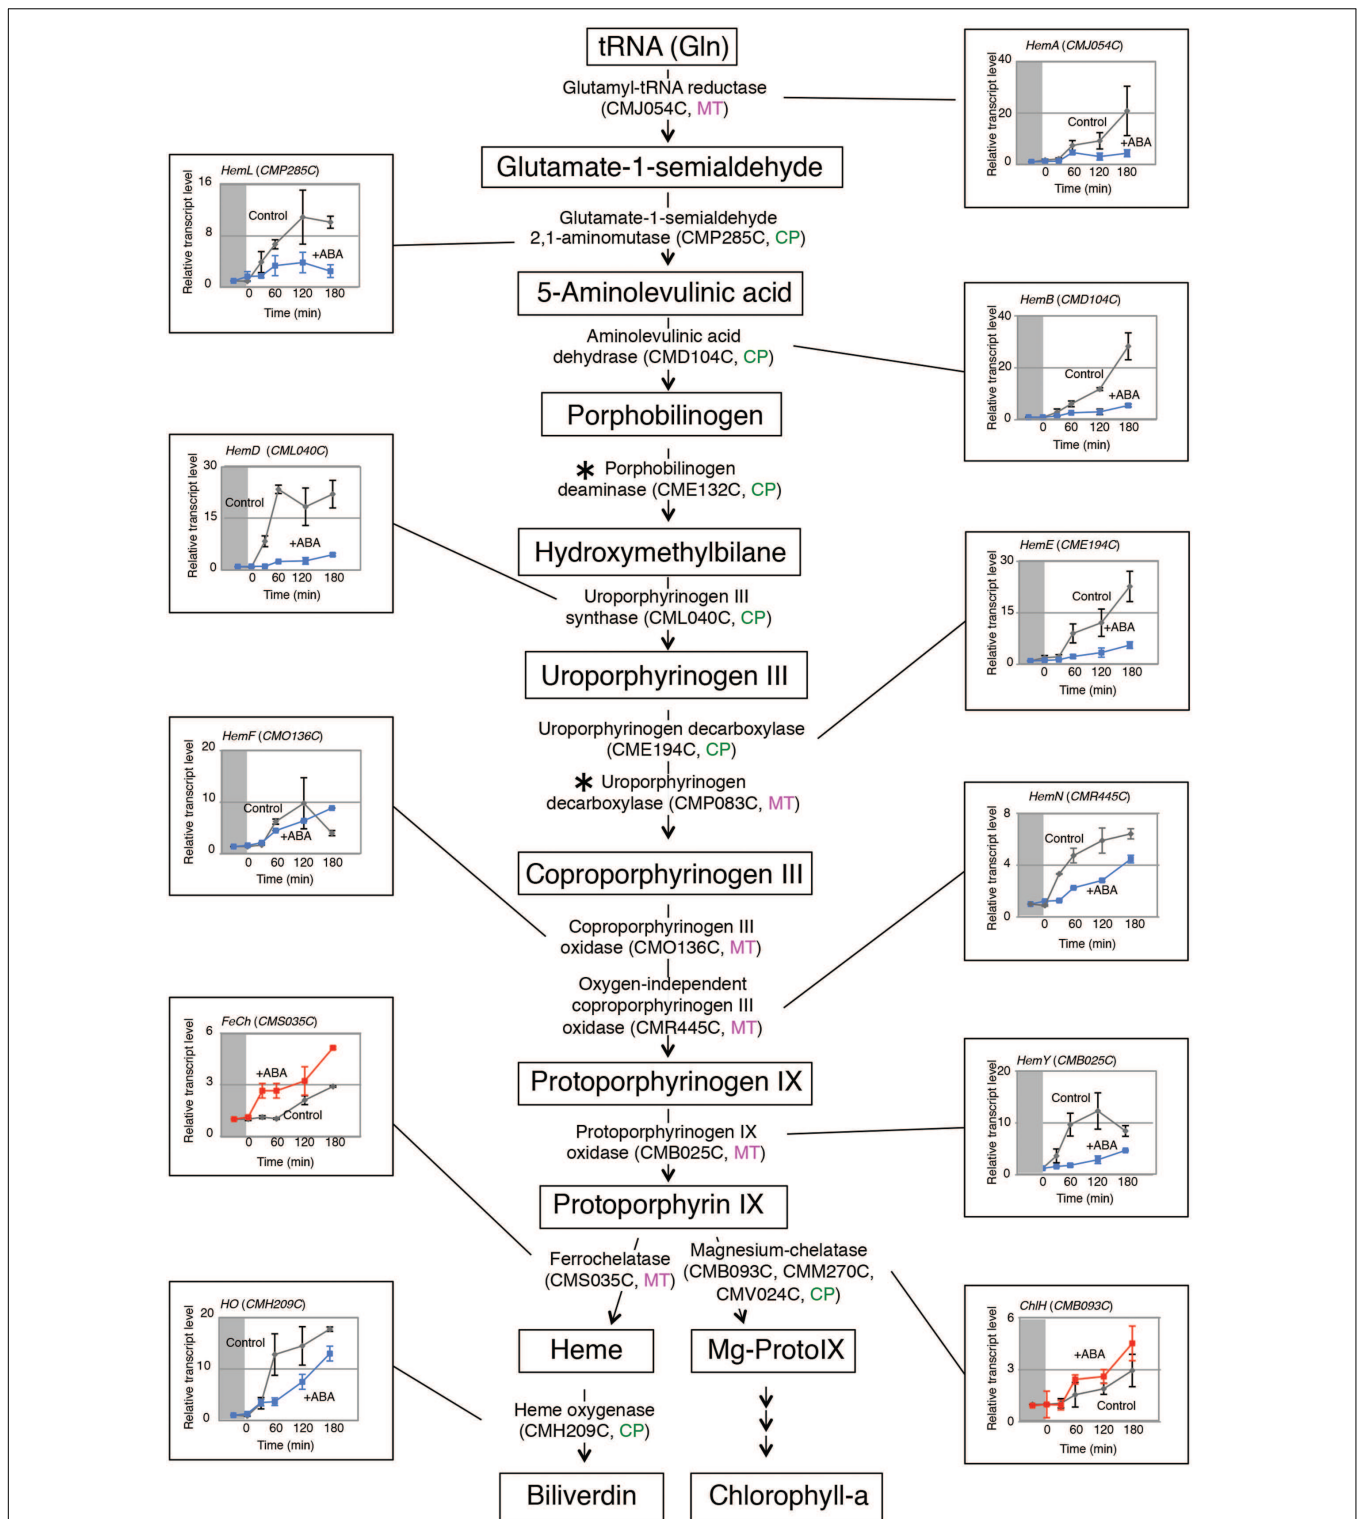 tRNA (Gln)
Glutamyl-tRNA reductase
(CMJ054C, MT)
Glutamate-1-semialdehyde
Glutamate-1-semialdehyde
2,1-aminomutase (CMP285C, CP)
5-Aminolevulinic acid
Aminolevulinic acid
dehydrase (CMD104C, CP)
Porphobilinogen
* Porphobilinogen
deaminase (CME132C, CP)
Hydroxymethylbilane
Uroporphyrinogen III
synthase (CML040C, CP)
Uroporphyrinogen III
Uroporphyrinogen decarboxylase
(CME194C, CP)
* Uroporphyrinogen
decarboxylase (CMP083C, MT)
Coproporphyrinogen III
Coproporphyrinogen III
oxidase (CMO136C, MT)
Oxygen-independent
coproporphyrinogen III
oxidase (CMR445C, MT)
Protoporphyrinogen IX
Protoporphyrinogen IX
oxidase (CMB025C, MT)
Protoporphyrin IX
Ferrochelatase
(CMS035C, MT)
Magnesium-chelatase
(CMB093C, CMM270C,
CMV024C, CP)
Heme
Mg-ProtoIX
Heme oxygenase
(CMH209C, CP)
Biliverdin
Chlorophyll-a
HemL (CMP285C)
Relative transcript level
16
8
0
Control
+ABA
0 60 120 180
Time (min)
HemD (CML040C)
Relative transcript level
30
15
0
Control
+ABA
0 60 120 180
Time (min)
HemF (CMO136C)
Relative transcript level
20
10
0
Control
+ABA
0 60 120 180
Time (min)
FeCh (CMS035C)
Relative transcript level
6
3
0
+ABA
Control
0 60 120 180
Time (min)
HO (CMH209C)
Relative transcript level
20
10
0
Control
+ABA
0 60 120 180
Time (min)
HemA (CMJ054C)
Relative transcript level
40
20
0
Control
+ABA
0 60 120 180
Time (min)
HemB (CMD104C)
Relative transcript level
40
20
0
Control
+ABA
0 60 120 180
Time (min)
HemE (CME194C)
Relative transcript level
30
15
0
Control
+ABA
0 60 120 180
Time (min)
HemN (CMR445C)
Relative transcript level
8
4
0
Control
+ABA
0 60 120 180
Time (min)
HemY (CMB025C)
Relative transcript level
20
10
0
Control
+ABA
0 60 120 180
Time (min)
ChlH (CMB093C)
Relative transcript level
6
3
0
+ABA
Control
0 60 120 180
Time (min)